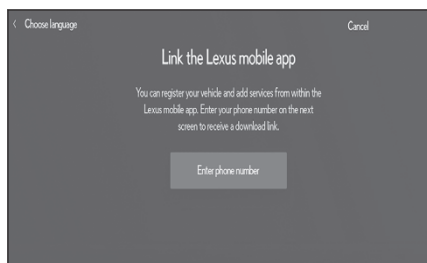 < Choose language
Cancel
Link the Lexus mobile app
You can register your vehicle and add services from within the
Lexus mobile app. Enter your phone number on the next
screen to receive a download link.
Enter phone number